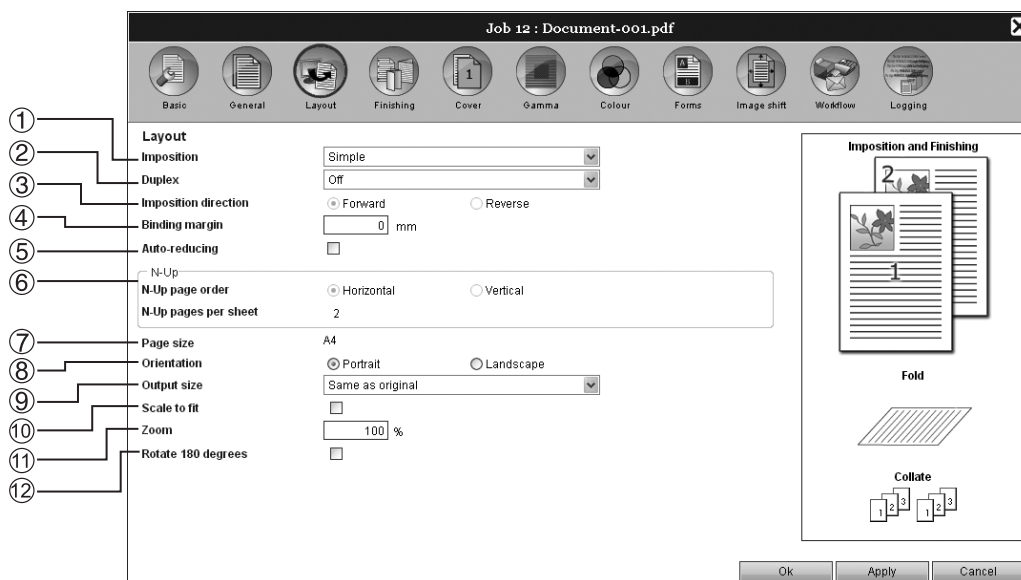 Job 12 : Document-001.pdf
Basic General Layout Finishing Cover Gamma Colour Forms Image shift Workflow Logging
1
A
Layout
① Imposition Simple
② Duplex Off
③ Imposition direction Forward Reverse
④ Binding margin 0 mm
⑤ Auto-reducing
⑥ N-Up
N-Up page order Horizontal Vertical
N-Up pages per sheet 2
⑦ Page size A4
⑧ Orientation Portrait Landscape
⑨ Output size Same as original
⑩ Scale to fit
⑪ Zoom 100 %
⑫ Rotate 180 degrees
Imposition and Finishing
2
1
Fold
Collate
1 2 3 1 2 3
Ok Apply Cancel